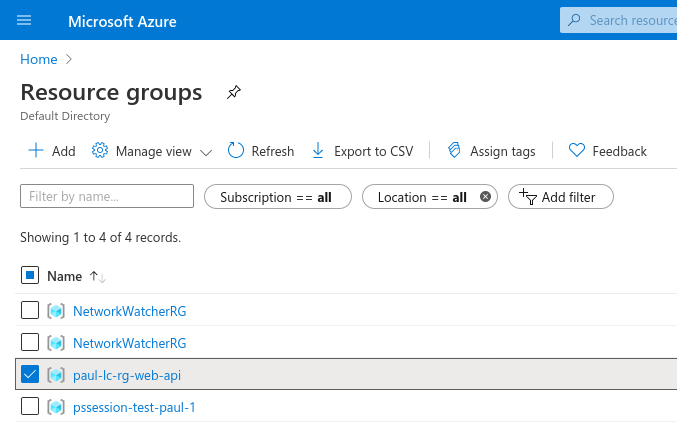 Microsoft Azure
Search resource
Home
Resource groups
Default Directory
Add Manage view Refresh Export to CSV Assign tags Feedback
Filter by name... Subscription == all Location == all Add filter
Showing 1 to 4 of 4 records.
Name
NetworkWatcherRG
NetworkWatcherRG
paul-lc-rg-web-api
pssession-test-paul-1